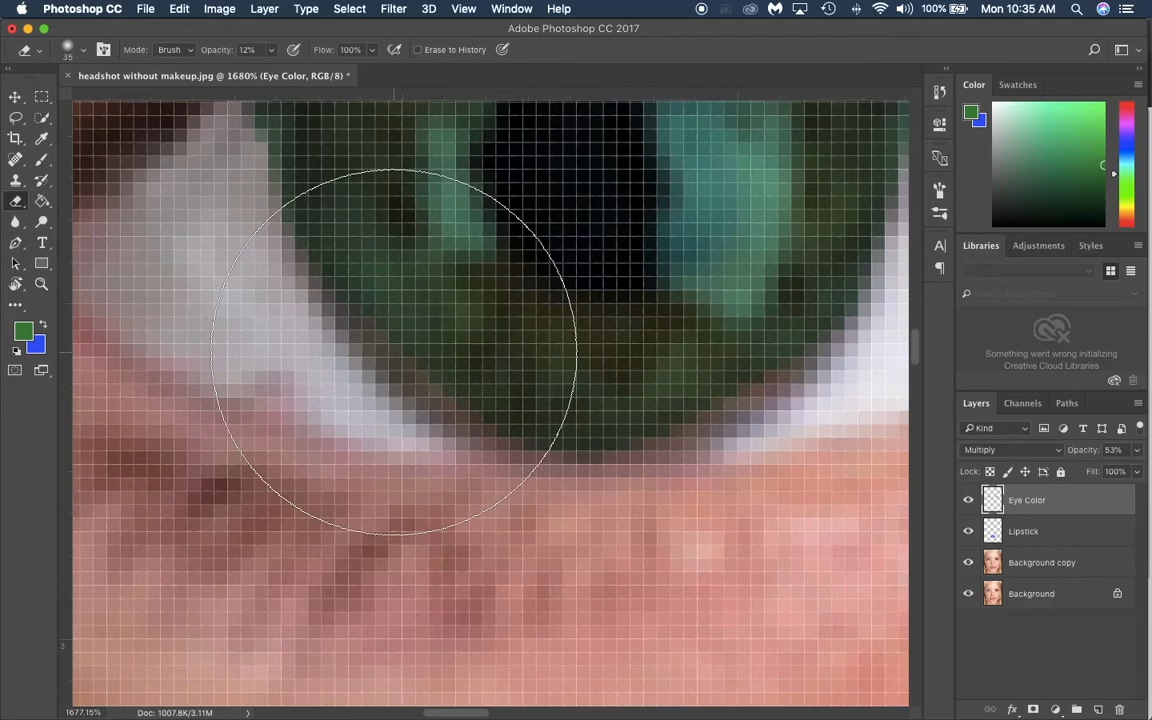 Photoshop CC File Edit Image Layer Type Select Filter 3D View Window Help 100% Mon 10:35 AM
Adobe Photoshop CC 2017
35 Mode: Brush Opacity: 12% Flow: 100% Erase to History
headshot without makeup.jpg @ 1680% (Eye Color, RGB/8) *
Color Swatches
Libraries Adjustments Styles
Something went wrong initializing
Creative Cloud Libraries
Layers Channels Paths
Kind
Multiply Opacity: 53%
Lock: Fill: 100%
Eye Color
Lipstick
Background copy
Background
3
1677.15% Doc: 1007.8K/3.11M